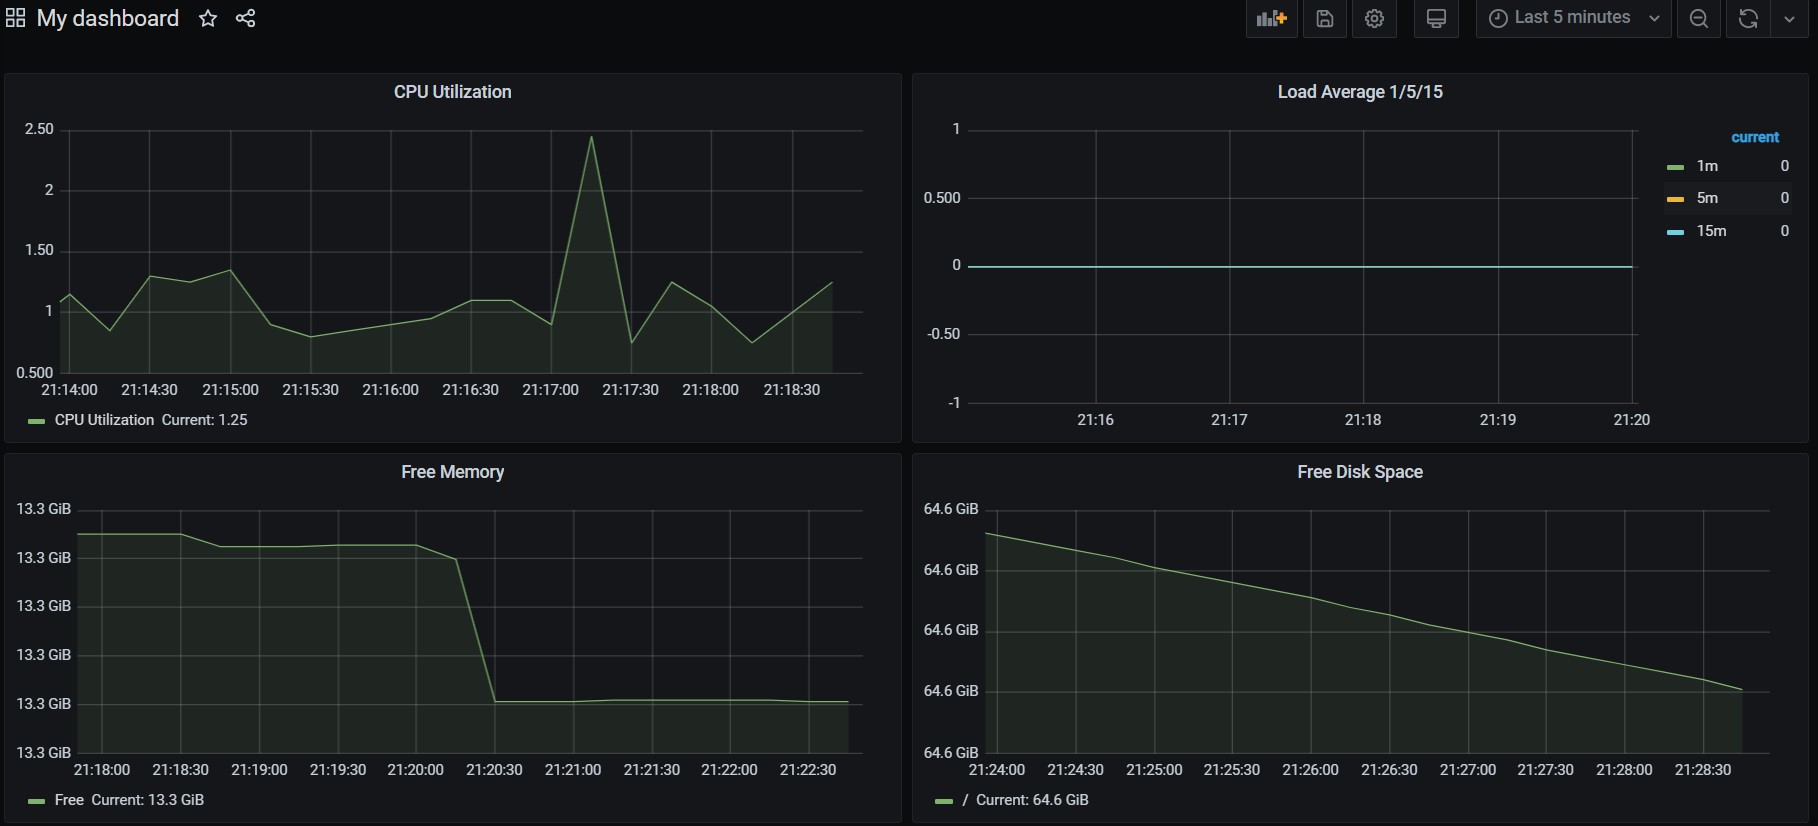 My dashboard
Last 5 minutes
CPU Utilization
2.50
2
1.50
1
0.500
21:14:00 21:14:30 21:15:00 21:15:30 21:16:00 21:16:30 21:17:00 21:17:30 21:18:00 21:18:30
CPU Utilization Current: 1.25
Load Average 1/5/15
1
0.500
0
-0.50
-1
21:16 21:17 21:18 21:19 21:20
current
1m 0
5m 0
15m 0
Free Memory
13.3 GiB
13.3 GiB
13.3 GiB
13.3 GiB
13.3 GiB
13.3 GiB
21:18:00 21:18:30 21:19:00 21:19:30 21:20:00 21:20:30 21:21:00 21:21:30 21:22:00 21:22:30
Free Current: 13.3 GiB
Free Disk Space
64.6 GiB
64.6 GiB
64.6 GiB
64.6 GiB
64.6 GiB
21:24:00 21:24:30 21:25:00 21:25:30 21:26:00 21:26:30 21:27:00 21:27:30 21:28:00 21:28:30
/ Current: 64.6 GiB